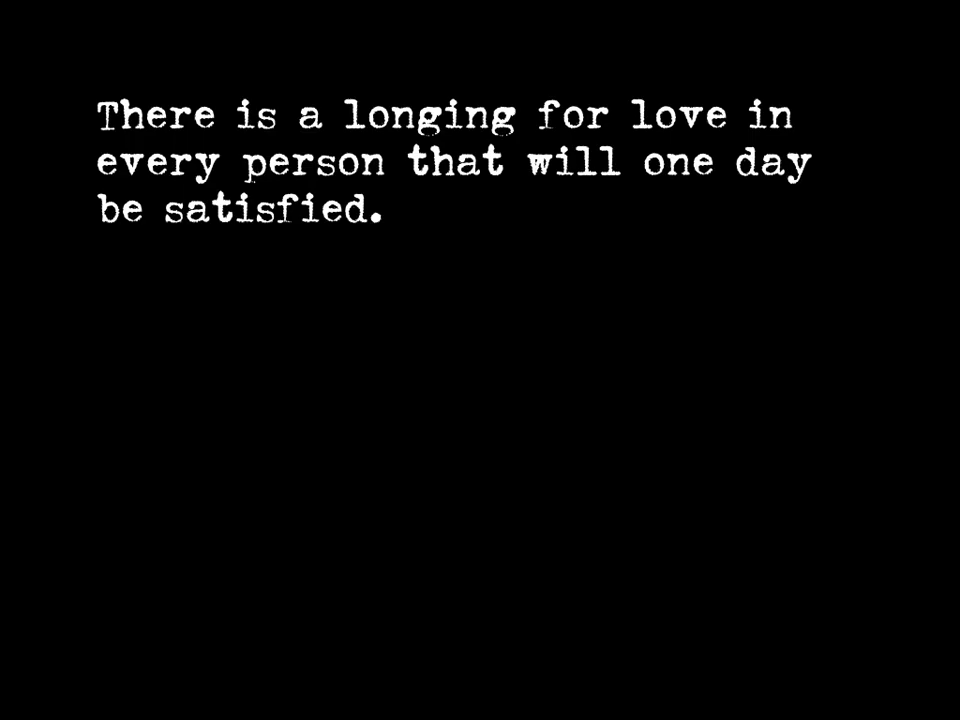 There is a longing for love in
every person that will one day
be satisfied.